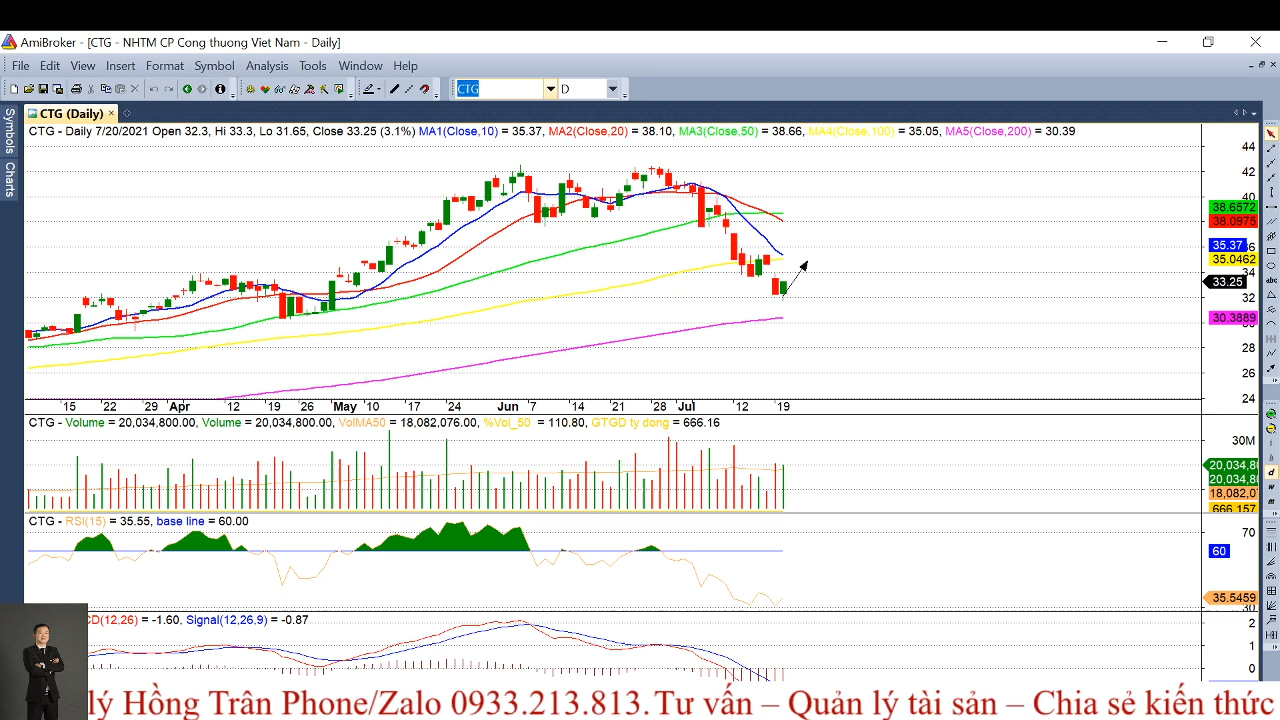 AmiBroker - [CTG - NHTM CP Cong thuong Viet Nam - Daily]
File Edit View Insert Format Symbol Analysis Tools Window Help
CTG D
CTG (Daily)
Symbols
Charts
CTG - Daily 7/20/2021 Open 32.3, Hi 33.3, Lo 31.65, Close 33.25 (3.1%) MA1(Close,10) = 35.37, MA2(Close,20) = 38.10, MA3(Close,50) = 38.66, MA4(Close,100) = 35.05, MA5(Close,200) = 30.39
44
42
40
38.6572
38.0975
35.37
35.0462
34
33.25
32
30.3889
28
26
24
15 22 29 Apr 12 19 26 May 10 17 24 Jun 7 14 21 28 Jul 12 19
CTG - Volume = 20,034,800.00, Volume = 20,034,800.00, VolMA50 = 18,082,076.00, %Vol_50 = 110.80, GTGD ty dong = 666.16
30M
20,034,8
20,034,8
18,082,0
666.157
CTG - RSI(15) = 35.55, base line = 60.00
70
60
35.5459
30
CD(12,26) = -1.60, Signal(12,26,9) = -0.87
2
1
0
lý Hồng Trân Phone/Zalo 0933.213.813.Tư vấn – Quản lý tài sản – Chia sẻ kiến thức